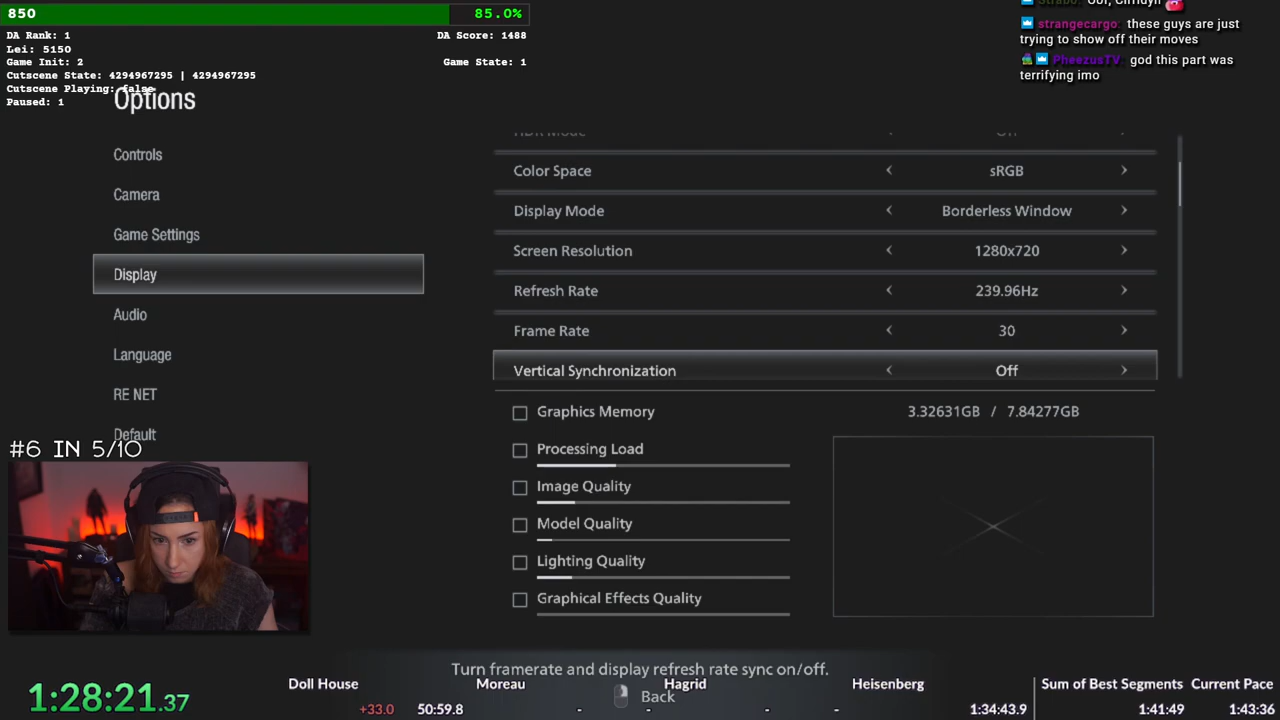 850
85.0%
DA Rank: 1
DA Score: 1488
Lei: 5150
Game Init: 2
Game State: 1
Cutscene State: 4294967295 | 4294967295
Cutscene Playing: false
Paused: 1
strangecargo: these guys are just
trying to show off their moves
PheezusTV: god this part was
terrifying imo
Options
Controls
Camera
Game Settings
Display
Audio
Language
RE NET
Default
HDR Mode Off
Color Space < sRGB >
Display Mode < Borderless Window >
Screen Resolution < 1280x720 >
Refresh Rate < 239.96Hz >
Frame Rate < 30 >
Vertical Synchronization < Off >
Graphics Memory 3.32631GB / 7.84277GB
Processing Load
Image Quality
Model Quality
Lighting Quality
Graphical Effects Quality
#6 IN 5/10
Turn framerate and display refresh rate sync on/off.
Back
1:28:21.37
Doll House Moreau Hagrid Heisenberg Sum of Best Segments Current Pace
+33.0 50:59.8 - - - - 1:34:43.9 1:41:49 1:43:36